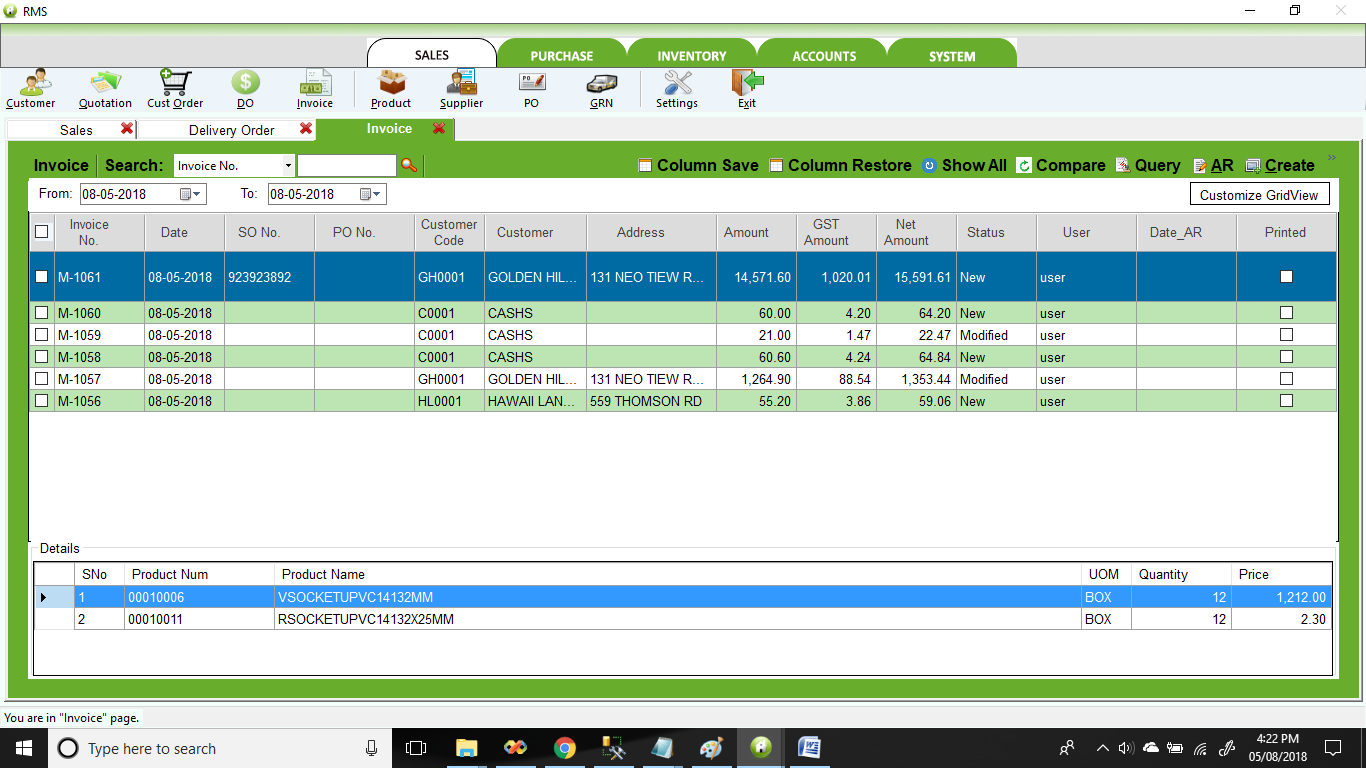 RMS
SALES PURCHASE INVENTORY ACCOUNTS SYSTEM
Customer Quotation Cust Order DO Invoice Product Supplier PO GRN Settings Exit
Sales Delivery Order Invoice
Invoice Search: Invoice No. Column Save Column Restore Show All Compare Query AR Create »
From: 08-05-2018 To: 08-05-2018 Customize GridView
Invoice No. Date SO No. PO No. Customer Code Customer Address Amount GST Amount Net Amount Status User Date_AR Printed
M-1061 08-05-2018 923923892 GH0001 GOLDEN HIL... 131 NEO TIEW R... 14,571.60 1,020.01 15,591.61 New user
M-1060 08-05-2018 C0001 CASHS 60.00 4.20 64.20 New user
M-1059 08-05-2018 C0001 CASHS 21.00 1.47 22.47 Modified user
M-1058 08-05-2018 C0001 CASHS 60.60 4.24 64.84 New user
M-1057 08-05-2018 GH0001 GOLDEN HIL... 131 NEO TIEW R... 1,264.90 88.54 1,353.44 Modified user
M-1056 08-05-2018 HL0001 HAWAII LAN... 559 THOMSON RD 55.20 3.86 59.06 New user
Details
SNo Product Num Product Name UOM Quantity Price
1 00010006 VSOCKETUPVC14132MM BOX 12 1,212.00
2 00010011 RSOCKETUPVC14132X25MM BOX 12 2.30
You are in "Invoice" page.
Type here to search
4:22 PM
05/08/2018